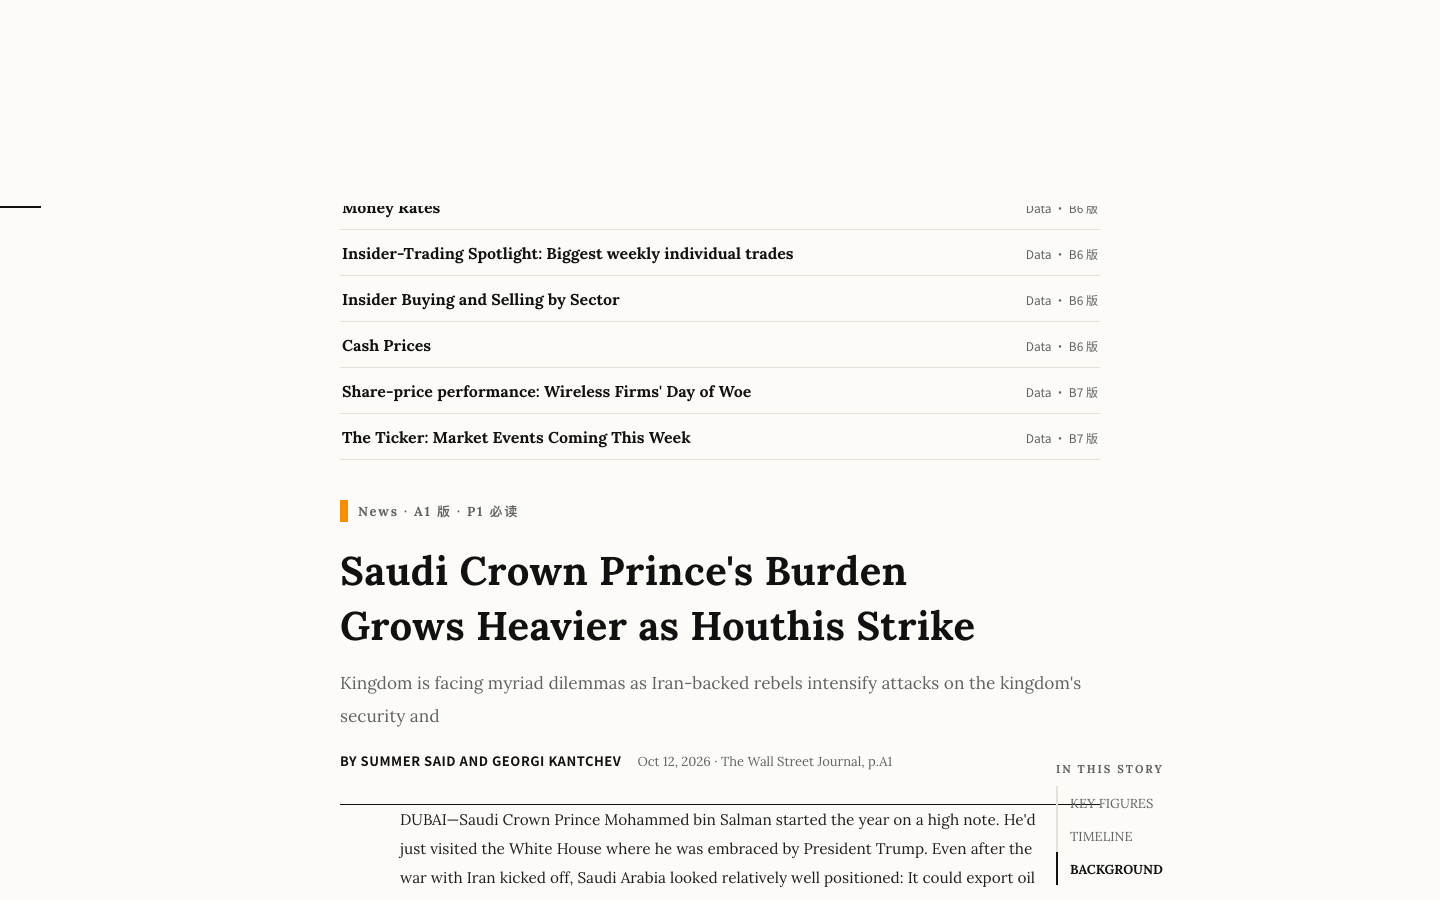 Money Rates Data · B6 版
Insider-Trading Spotlight: Biggest weekly individual trades Data · B6 版
Insider Buying and Selling by Sector Data · B6 版
Cash Prices Data · B6 版
Share-price performance: Wireless Firms' Day of Woe Data · B7 版
The Ticker: Market Events Coming This Week Data · B7 版
News · A1 版 · P1 必读
Saudi Crown Prince's Burden
Grows Heavier as Houthis Strike
Kingdom is facing myriad dilemmas as Iran-backed rebels intensify attacks on the kingdom's
security and
BY SUMMER SAID AND GEORGI KANTCHEV Oct 12, 2026 · The Wall Street Journal, p.A1
IN THIS STORY
KEY FIGURES
TIMELINE
BACKGROUND
DUBAI—Saudi Crown Prince Mohammed bin Salman started the year on a high note. He'd
just visited the White House where he was embraced by President Trump. Even after the
war with Iran kicked off, Saudi Arabia looked relatively well positioned: It could export oil